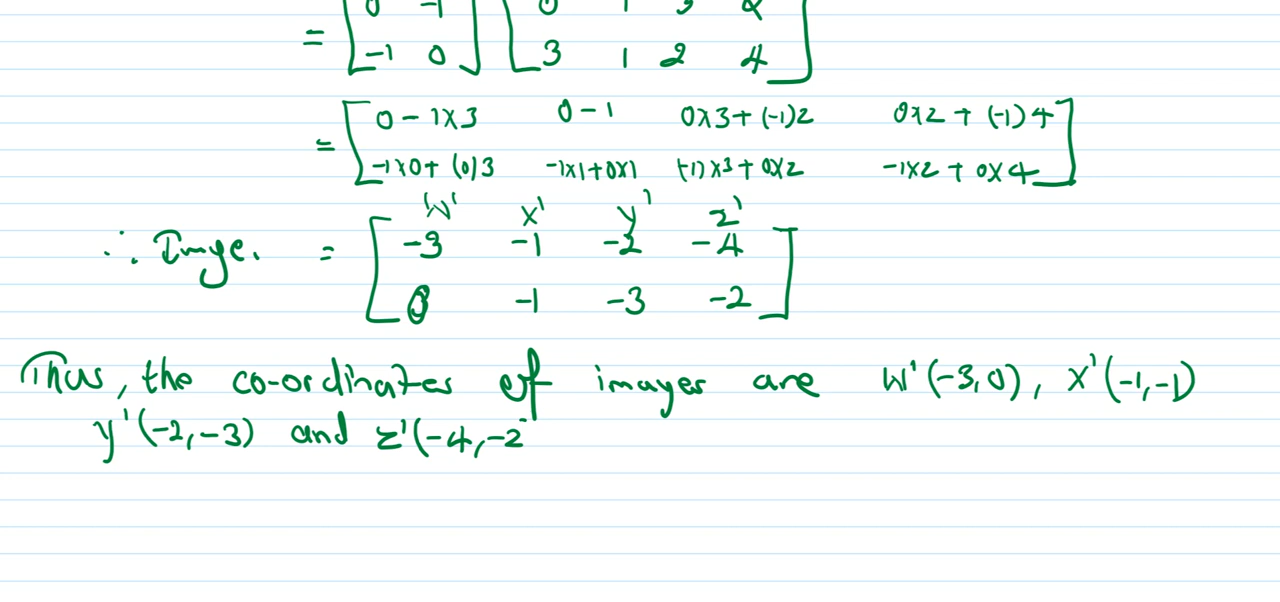 0 -1 0 1 3 2
= -1 0 3 1 2 4
= 0 - 1×3 0 - 1 0×3 + (-1)2 0×2 + (-1)4
-1×0 + (0)3 -1×1+0×1 (-1)×3 + 0×2 -1×2 + 0×4
W' X' Y' Z'
∴ Image. = -3 -1 -2 -4
0 -1 -3 -2
Thus, the co-ordinates of images are W'(-3,0), X'(-1,-1)
y'(-2,-3) and z'(-4,-2